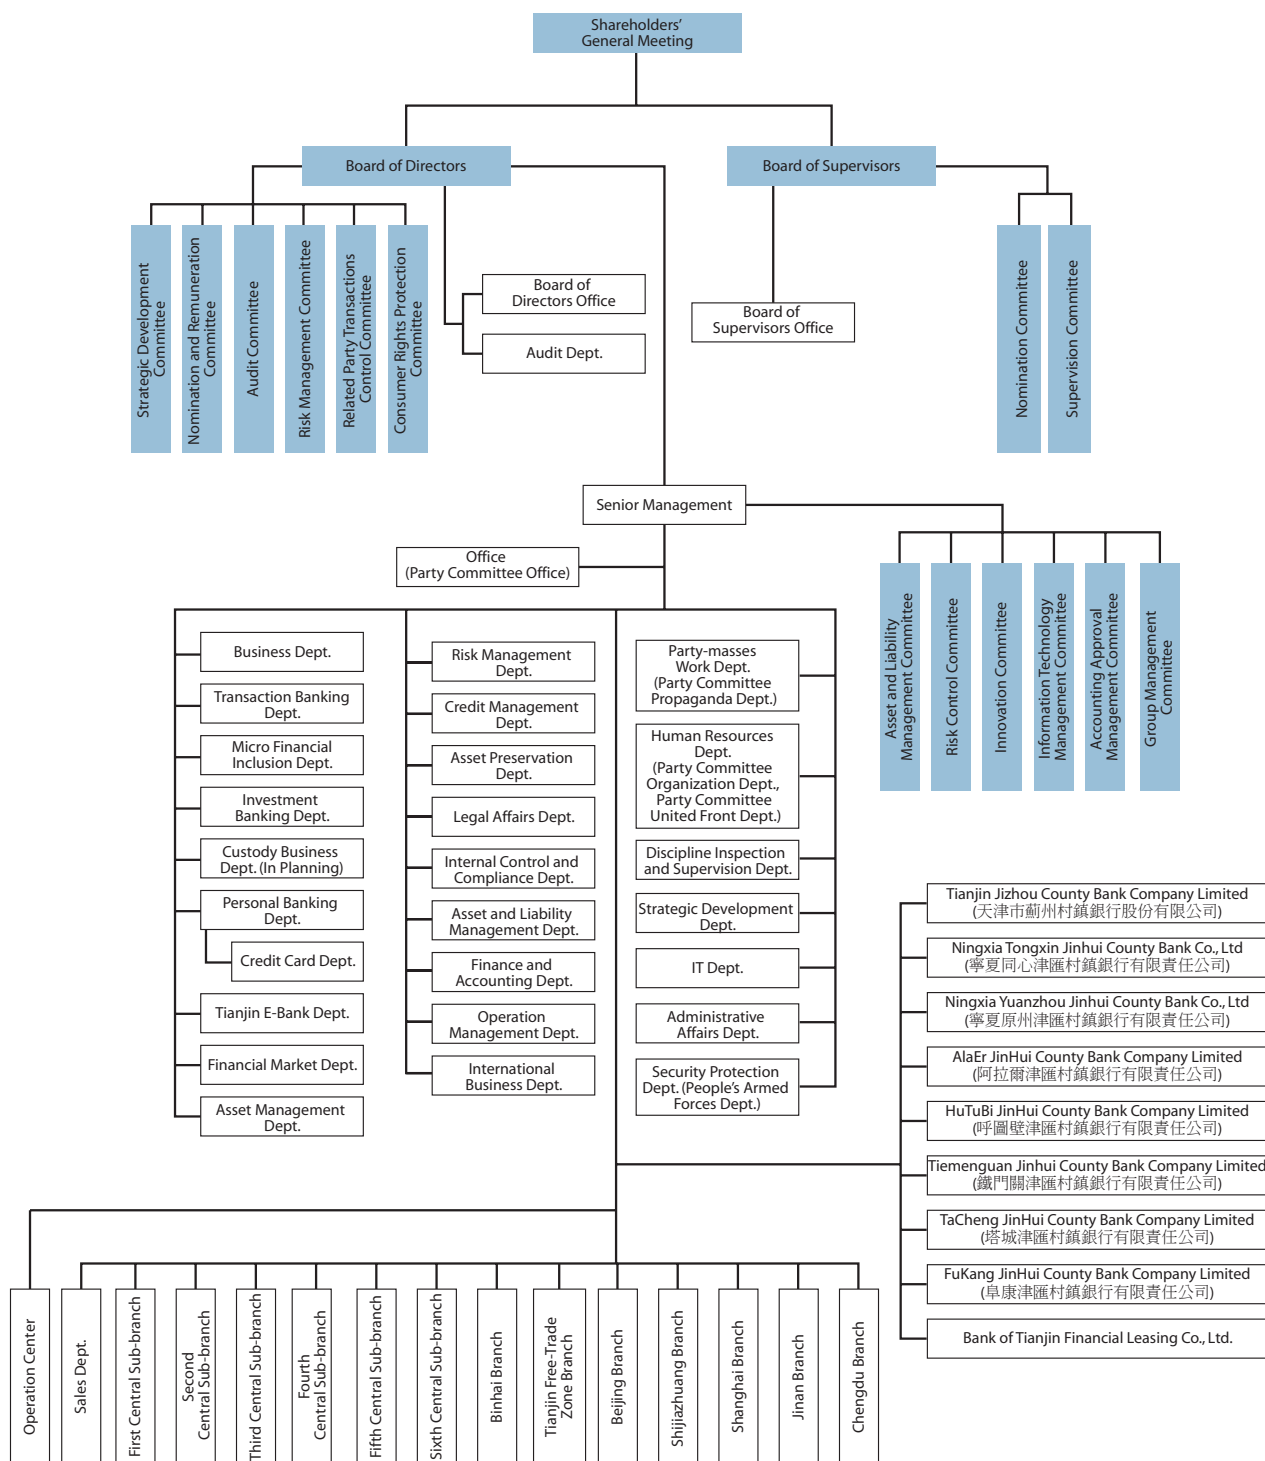 Shareholders'
General Meeting
Board of Directors
Board of Supervisors
Strategic Development
Committee
Nomination and Remuneration
Committee
Audit Committee
Risk Management Committee
Related Party Transactions
Control Committee
Consumer Rights Protection
Committee
Board of
Directors Office
Audit Dept.
Board of
Supervisors Office
Nomination Committee
Supervision Committee
Senior Management
Office
(Party Committee Office)
Asset and Liability
Management Committee
Risk Control Committee
Innovation Committee
Information Technology
Management Committee
Accounting Approval
Management Committee
Group Management
Committee
Business Dept.
Transaction Banking
Dept.
Micro Financial
Inclusion Dept.
Investment
Banking Dept.
Custody Business
Dept. (In Planning)
Personal Banking
Dept.
Credit Card Dept.
Tianjin E-Bank Dept.
Financial Market Dept.
Asset Management
Dept.
Risk Management
Dept.
Credit Management
Dept.
Asset Preservation
Dept.
Legal Affairs Dept.
Internal Control and
Compliance Dept.
Asset and Liability
Management Dept.
Finance and
Accounting Dept.
Operation
Management Dept.
International
Business Dept.
Party-masses
Work Dept.
(Party Committee
Propaganda Dept.)
Human Resources
Dept.
(Party Committee
Organization Dept.,
Party Committee
United Front Dept.)
Discipline Inspection
and Supervision Dept.
Strategic Development
Dept.
IT Dept.
Administrative
Affairs Dept.
Security Protection
Dept. (People's Armed
Forces Dept.)
Tianjin Jizhou County Bank Company Limited
(天津市薊州村鎮銀行股份有限公司)
Ningxia Tongxin Jinhui County Bank Co., Ltd
(寧夏同心津匯村鎮銀行有限責任公司)
Ningxia Yuanzhou Jinhui County Bank Co., Ltd
(寧夏原州津匯村鎮銀行有限責任公司)
AlaEr JinHui County Bank Company Limited
(阿拉爾津匯村鎮銀行有限責任公司)
HuTuBi JinHui County Bank Company Limited
(呼圖壁津匯村鎮銀行有限責任公司)
Tiemenguan Jinhui County Bank Company Limited
(鐵門關津匯村鎮銀行有限責任公司)
TaCheng JinHui County Bank Company Limited
(塔城津匯村鎮銀行有限責任公司)
FuKang JinHui County Bank Company Limited
(阜康津匯村鎮銀行有限責任公司)
Bank of Tianjin Financial Leasing Co., Ltd.
Operation Center
Sales Dept.
First Central Sub-branch
Second
Central Sub-branch
Third Central Sub-branch
Fourth
Central Sub-branch
Fifth Central Sub-branch
Sixth Central Sub-branch
Binhai Branch
Tianjin Free-Trade
Zone Branch
Beijing Branch
Shijiazhuang Branch
Shanghai Branch
Jinan Branch
Chengdu Branch